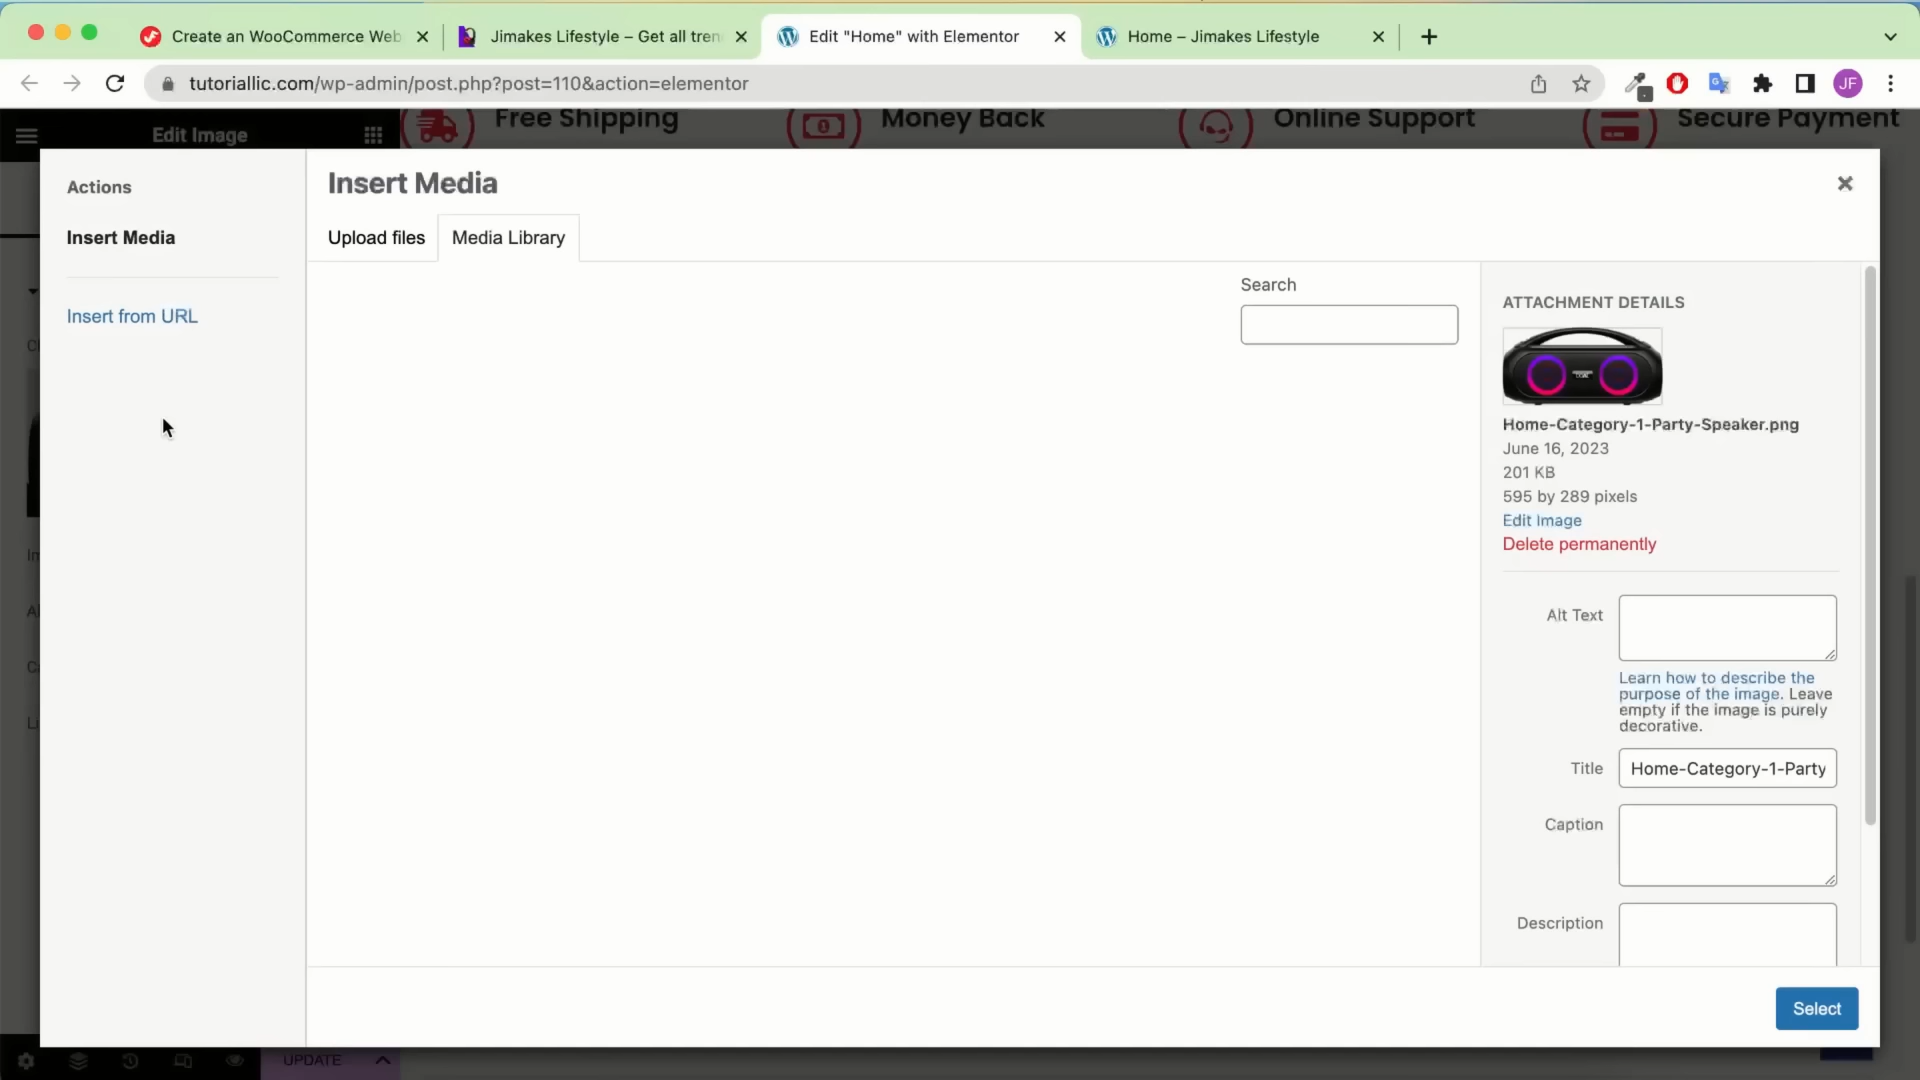 Create an WooCommerce Web
Jimakes Lifestyle – Get all tren
Edit "Home" with Elementor
Home – Jimakes Lifestyle
tutoriallic.com/wp-admin/post.php?post=110&action=elementor
JF
Edit Image
Free Shipping
Money Back
Online Support
Secure Payment
Actions
Insert Media
Insert from URL
Insert Media
Upload files
Media Library
Search
ATTACHMENT DETAILS
Home-Category-1-Party-Speaker.png
June 16, 2023
201 KB
595 by 289 pixels
Edit Image
Delete permanently
Alt Text
Learn how to describe the
purpose of the image. Leave
empty if the image is purely
decorative.
Title
Home-Category-1-Party
Caption
Description
Select
UPDATE